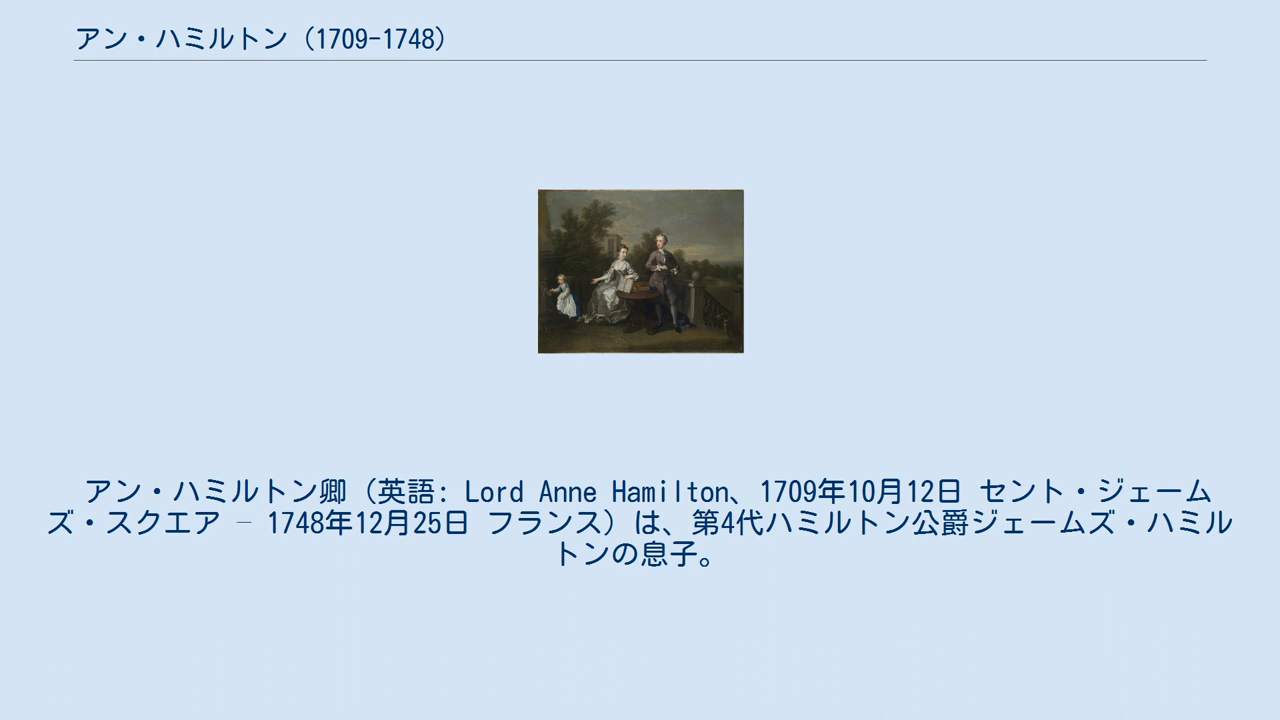 アン・ハミルトン（1709-1748）
アン・ハミルトン卿（英語: Lord Anne Hamilton、1709年10月12日 セント・ジェーム
ズ・スクエア – 1748年12月25日 フランス）は、第4代ハミルトン公爵ジェームズ・ハミル
トンの息子。